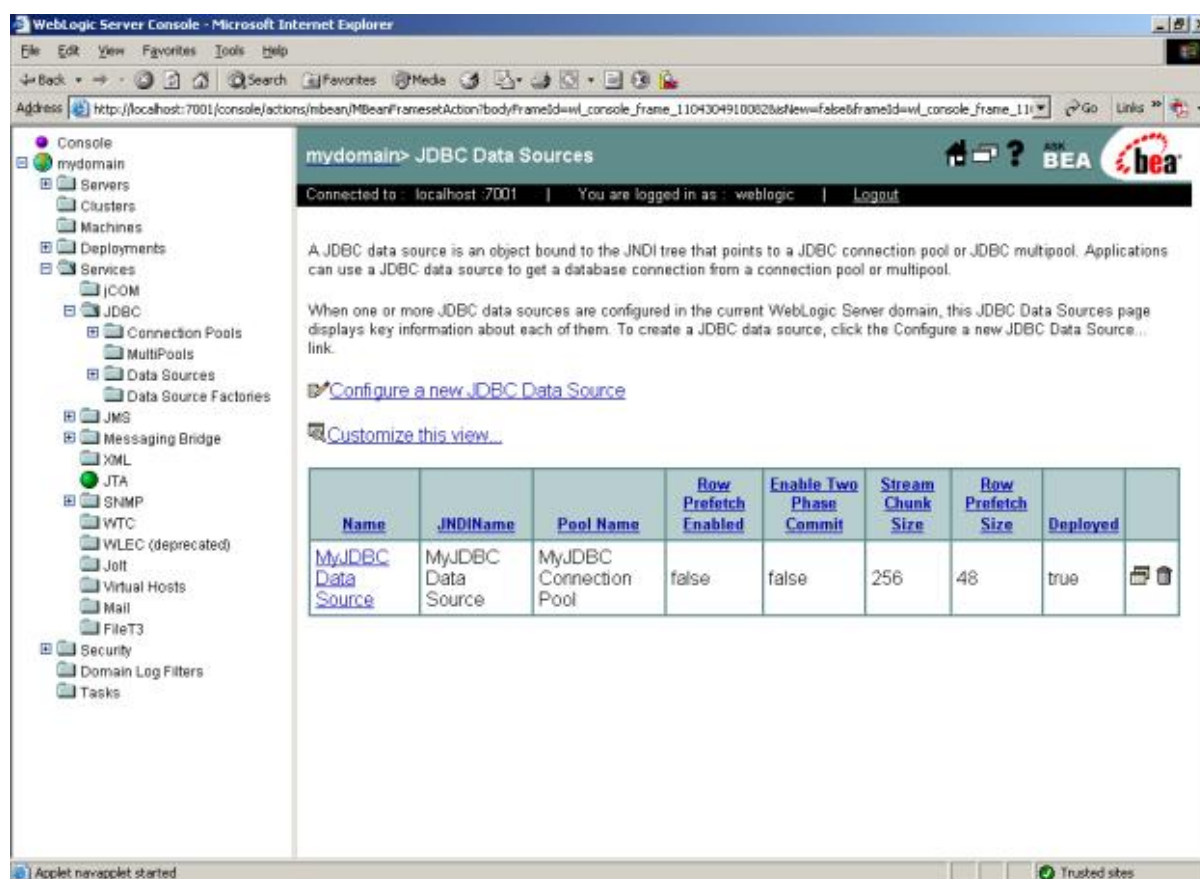 WebLogic Server Console - Microsoft Internet Explorer
File Edit View Favorites Tools Help
Back Search Favorites Media
Address http://localhost:7001/console/actions/mbean/MBeanFramesetAction?bodyFrameId=wl_console_frame_1104304910082&isNew=false&frameId=wl_console_frame_11 Go Links »
Console
mydomain
Servers
Clusters
Machines
Deployments
Services
jCOM
JDBC
Connection Pools
MultiPools
Data Sources
Data Source Factories
JMS
Messaging Bridge
XML
JTA
SNMP
WTC
WLEC (deprecated)
Jolt
Virtual Hosts
Mail
FileT3
Security
Domain Log Filters
Tasks
mydomain> JDBC Data Sources
? ASK BEA bea
Connected to : localhost :7001 | You are logged in as : weblogic | Logout
A JDBC data source is an object bound to the JNDI tree that points to a JDBC connection pool or JDBC multipool. Applications
can use a JDBC data source to get a database connection from a connection pool or multipool.
When one or more JDBC data sources are configured in the current WebLogic Server domain, this JDBC Data Sources page
displays key information about each of them. To create a JDBC data source, click the Configure a new JDBC Data Source...
link.
Configure a new JDBC Data Source
Customize this view...
Name JNDIName Pool Name Row Prefetch Enabled Enable Two Phase Commit Stream Chunk Size Row Prefetch Size Deployed
MyJDBC Data Source MyJDBC Data Source MyJDBC Connection Pool false false 256 48 true
Applet navapplet started
Trusted sites